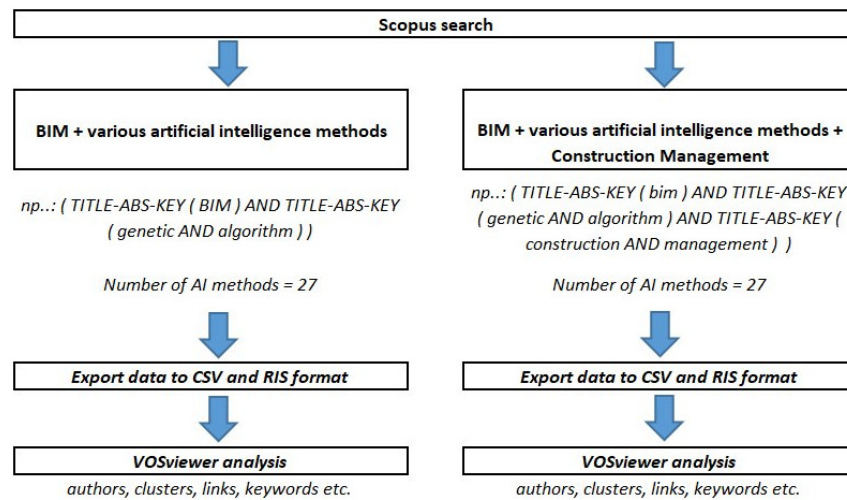 Scopus search
BIM + various artificial intelligence methods
np..: ( TITLE-ABS-KEY ( BIM ) AND TITLE-ABS-KEY
( genetic AND algorithm ) )
Number of AI methods = 27
Export data to CSV and RIS format
VOSviewer analysis
authors, clusters, links, keywords etc.
BIM + various artificial intelligence methods +
Construction Management
np..: ( TITLE-ABS-KEY ( bim ) AND TITLE-ABS-KEY
( genetic AND algorithm ) AND TITLE-ABS-KEY (
construction AND management ) )
Number of AI methods = 27
Export data to CSV and RIS format
VOSviewer analysis
authors, clusters, links, keywords etc.